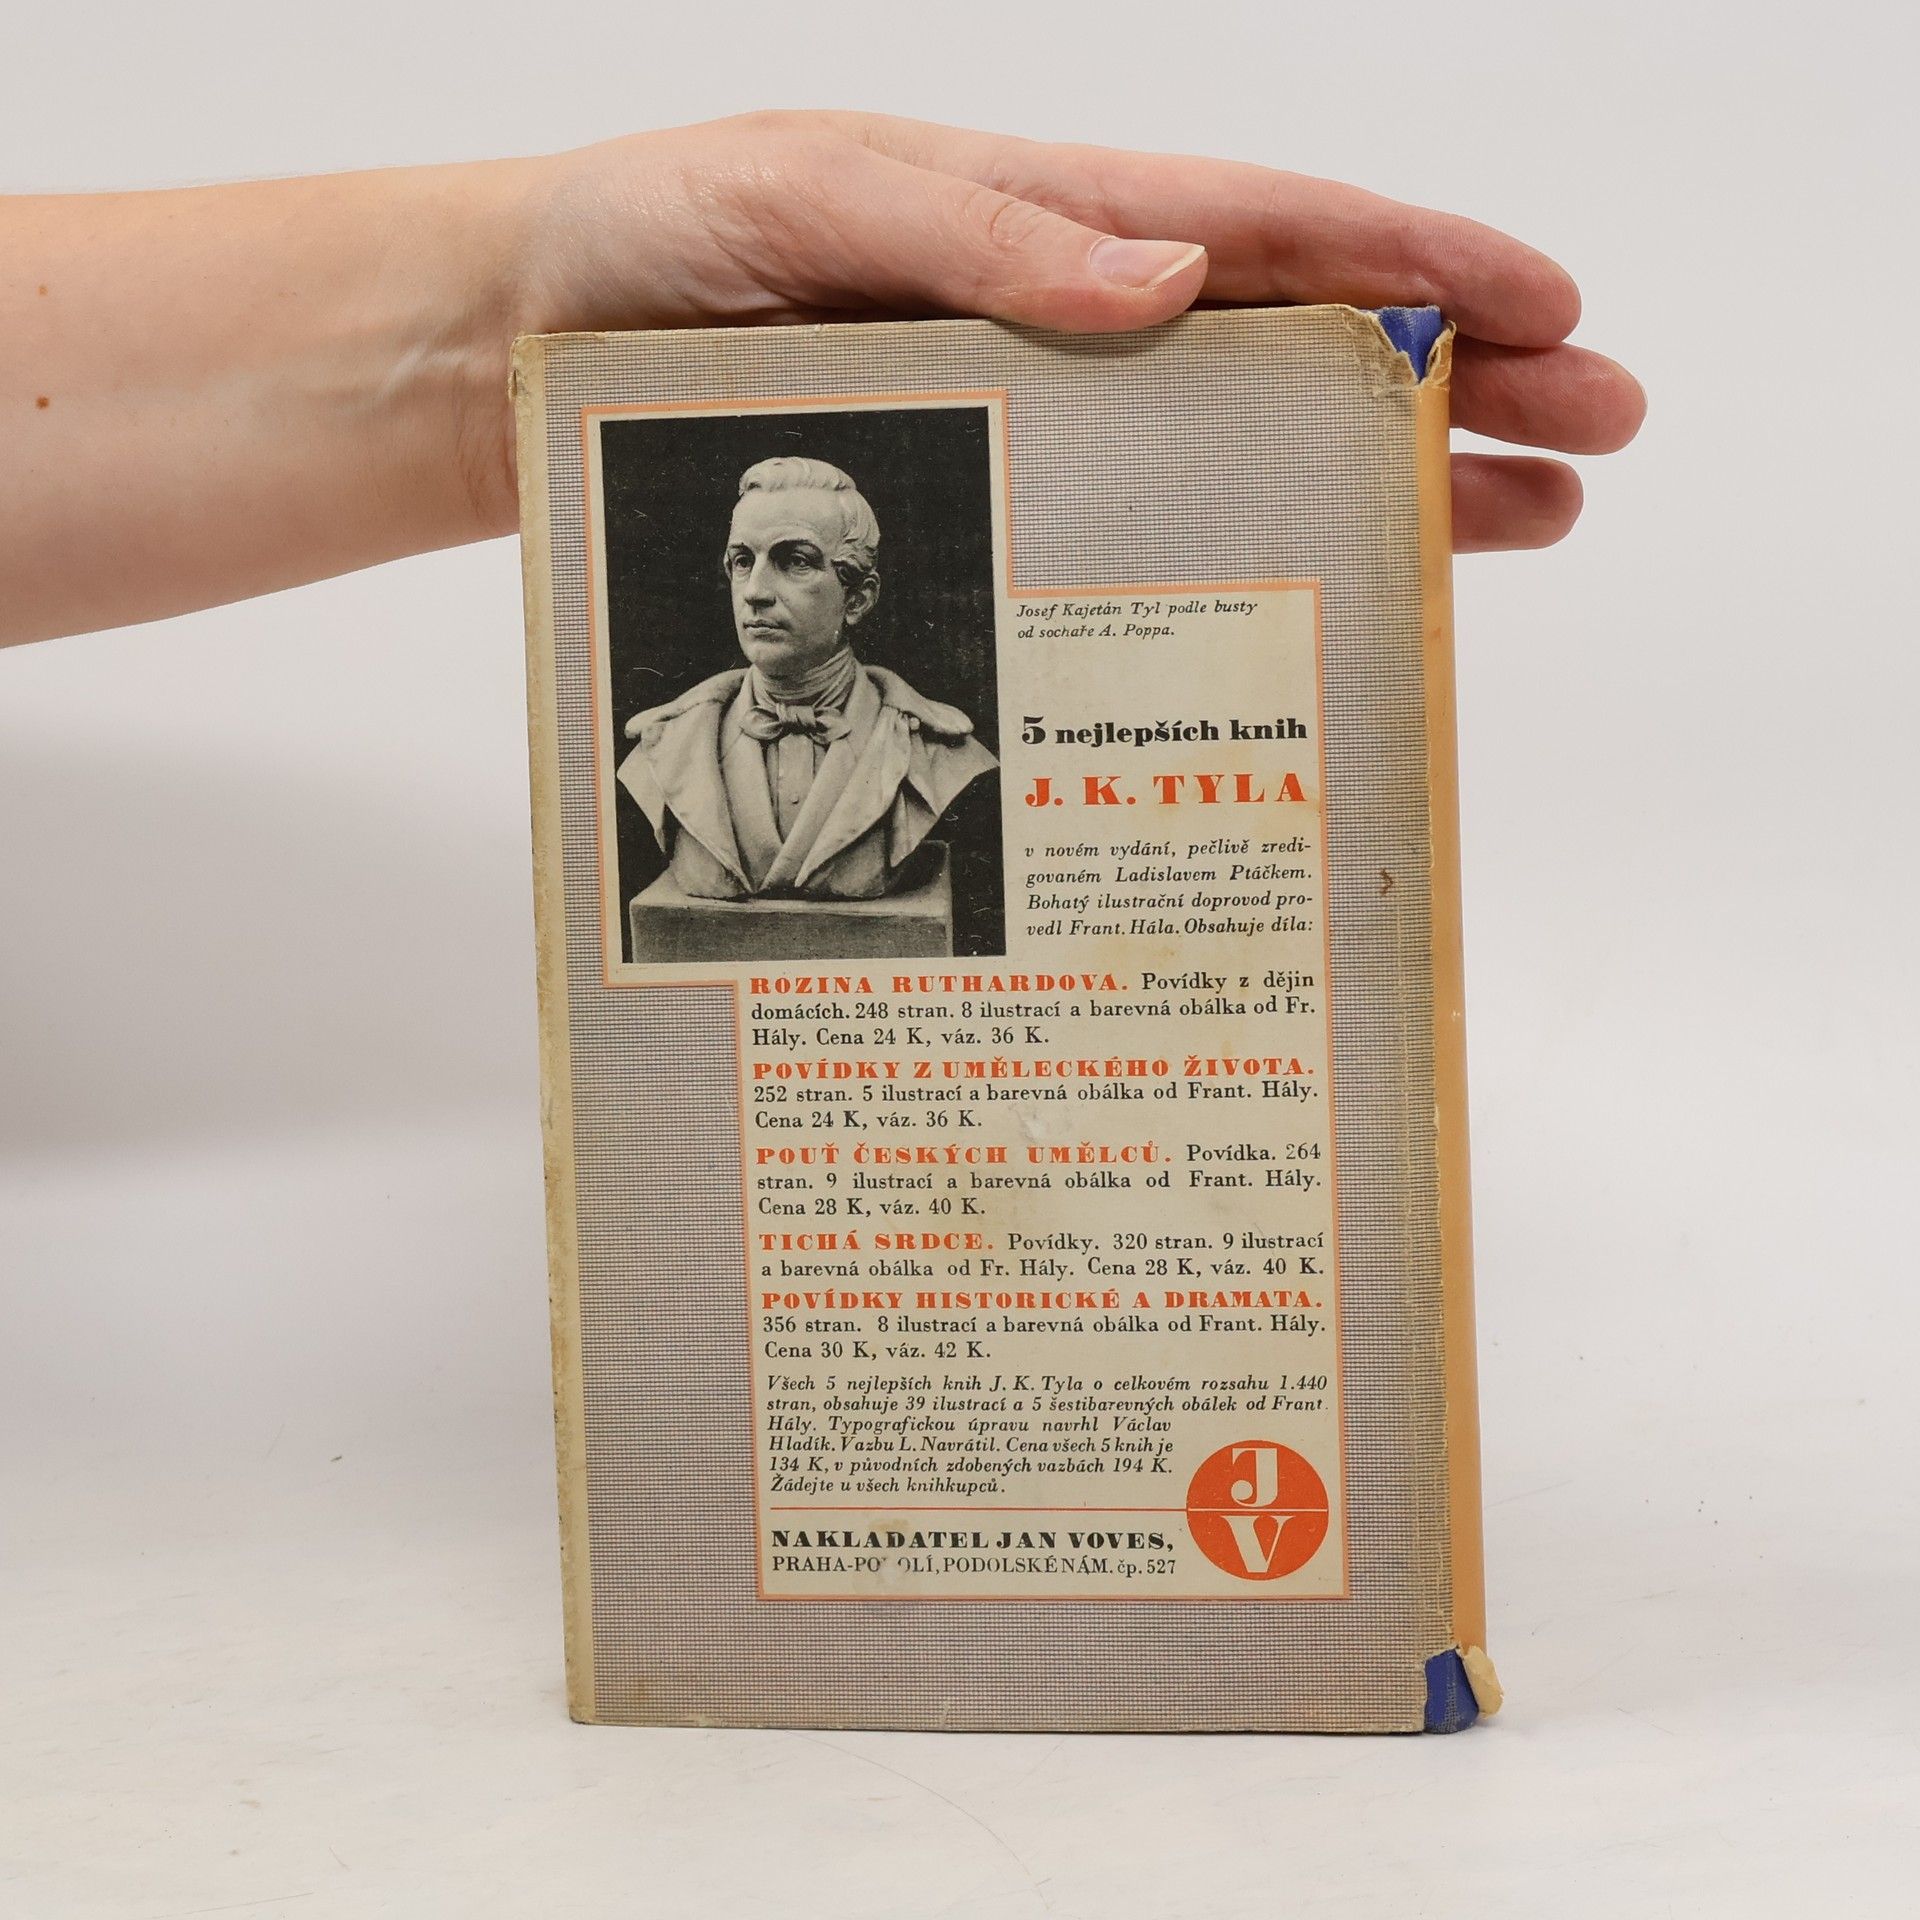 Josef Kajetán Tyl podle busty
od sochaře A. Poppa.
5 nejlepších knih
J. K. TYLA
v novém vydání, pečlivě zredi-
govaném Ladislavem Ptáčkem.
Bohatý ilustrační doprovod pro-
vedl Frant. Hála. Obsahuje díla:
ROZINA RUTHARDOVA. Povídky z dějin
domácích. 248 stran. 8 ilustrací a barevná obálka od Fr.
Hály. Cena 24 K, váz. 36 K.
POVÍDKY Z UMĚLECKÉHO ŽIVOTA.
252 stran. 5 ilustrací a barevná obálka od Frant. Hály.
Cena 24 K, váz. 36 K.
POUŤ ČESKÝCH UMĚLCŮ. Povídka. 264
stran. 9 ilustrací a barevná obálka od Frant. Hály.
Cena 28 K, váz. 40 K.
TICHÁ SRDCE. Povídky. 320 stran. 9 ilustrací
a barevná obálka od Fr. Hály. Cena 28 K, váz. 40 K.
POVÍDKY HISTORICKÉ A DRAMATA.
356 stran. 8 ilustrací a barevná obálka od Frant. Hály.
Cena 30 K, váz. 42 K.
Všech 5 nejlepších knih J. K. Tyla o celkovém rozsahu 1.440
stran, obsahuje 39 ilustrací a 5 šestibarevných obálek od Frant.
Hály. Typografickou úpravu navrhl Václav
Hladík. Vazbu L. Navrátil. Cena všech 5 knih je
134 K, v původních zdobených vazbách 194 K.
Žádejte u všech knihkupců.
J
V
NAKLADATEL JAN VOVES,
PODOLSKÉ NÁM. čp. 527